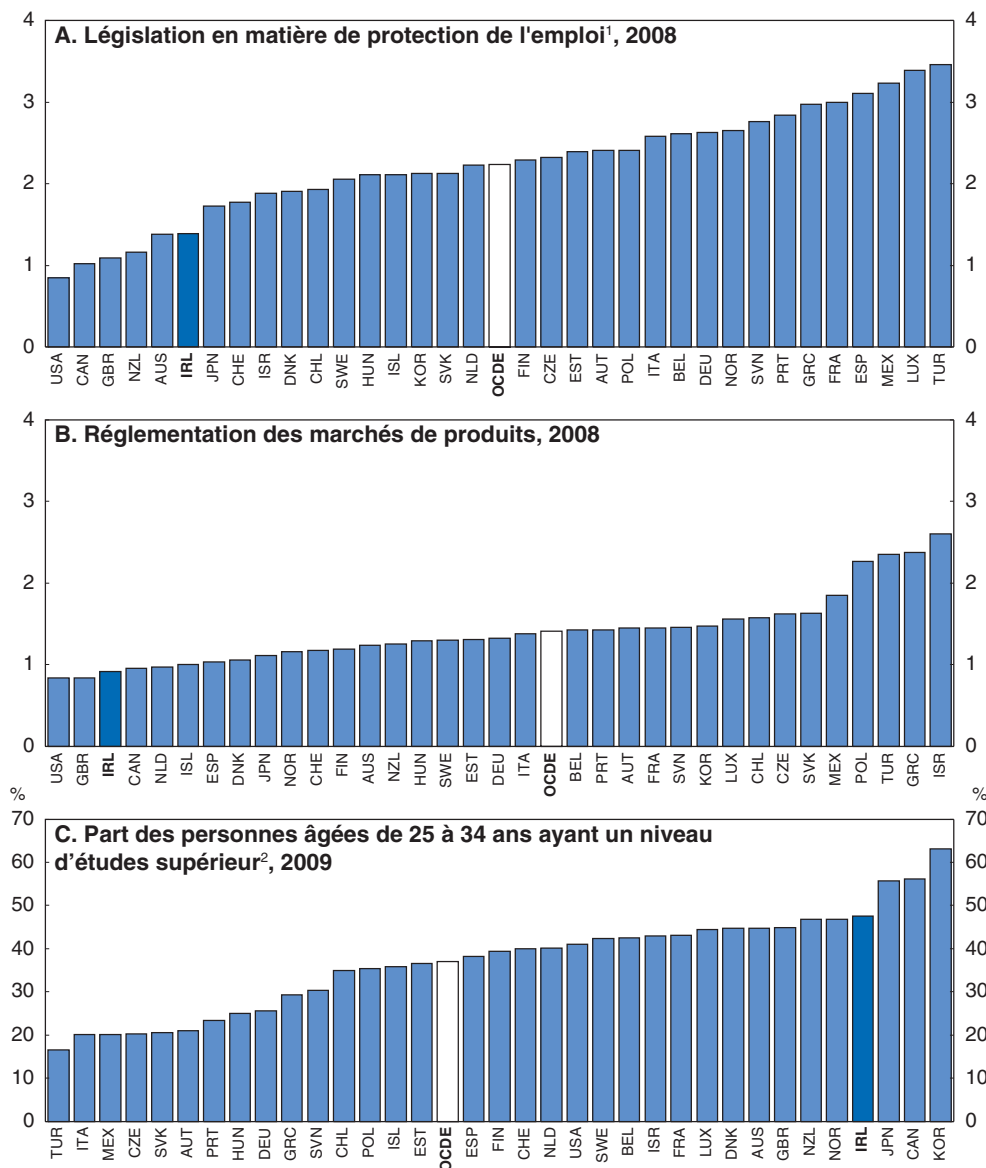 A. Législation en matière de protection de l'emploi¹, 2008
4 4
3 3
2 2
1 1
0 0
USA CAN GBR NZL AUS IRL JPN CHE ISR DNK CHL SWE HUN ISL KOR SVK NLD OCDE FIN CZE EST AUT POL ITA BEL DEU NOR SVN PRT GRC FRA ESP MEX LUX TUR
B. Réglementation des marchés de produits, 2008
4 4
3 3
2 2
1 1
0 0
USA GBR IRL CAN NLD ISL ESP DNK JPN NOR CHE FIN AUS NZL HUN SWE EST DEU ITA OCDE BEL PRT AUT FRA SVN KOR LUX CHL CZE SVK MEX POL TUR GRC ISR
% %
C. Part des personnes âgées de 25 à 34 ans ayant un niveau
d'études supérieur², 2009
70 70
60 60
50 50
40 40
30 30
20 20
10 10
0 0
TUR ITA MEX CZE SVK AUT PRT HUN DEU GRC SVN CHL POL ISL EST OCDE ESP FIN CHE NLD USA SWE BEL ISR FRA LUX DNK AUS GBR NZL NOR IRL JPN CAN KOR